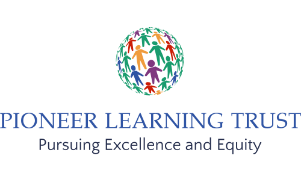 PIONEER LEARNING TRUST
Pursuing Excellence and Equity